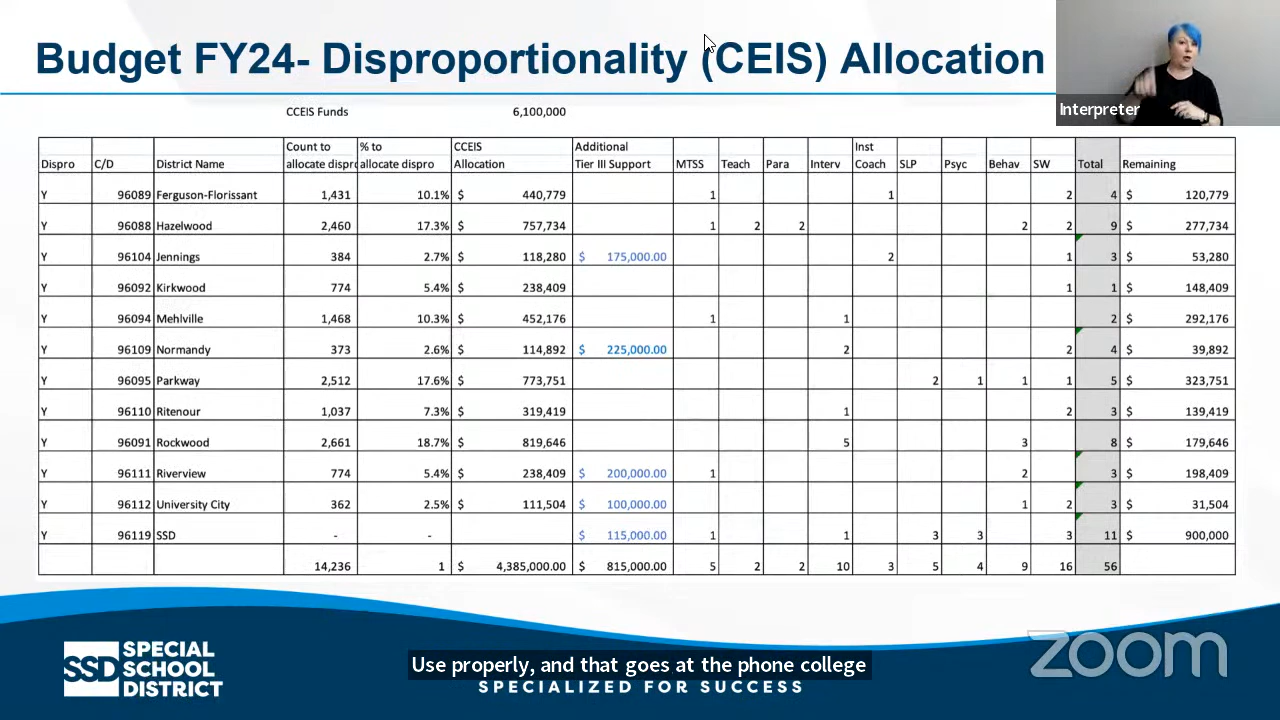 Budget FY24- Disproportionality (CEIS) Allocation
Interpreter
CCEIS Funds 6,100,000
Dispro C/D District Name Count to allocate dispro % to allocate dispro CCEIS Allocation Additional Tier III Support MTSS Teach Para Interv Inst Coach SLP Psyc Behav SW Total Remaining
Y 96089 Ferguson-Florissant 1,431 10.1% $ 440,779 1 1 2 4 $ 120,779
Y 96088 Hazelwood 2,460 17.3% $ 757,734 1 2 2 2 2 9 $ 277,734
Y 96104 Jennings 384 2.7% $ 118,280 $ 175,000.00 2 1 3 $ 53,280
Y 96092 Kirkwood 774 5.4% $ 238,409 1 1 $ 148,409
Y 96094 Mehlville 1,468 10.3% $ 452,176 1 1 2 $ 292,176
Y 96109 Normandy 373 2.6% $ 114,892 $ 225,000.00 2 2 4 $ 39,892
Y 96095 Parkway 2,512 17.6% $ 773,751 2 1 1 1 5 $ 323,751
Y 96110 Ritenour 1,037 7.3% $ 319,419 1 2 3 $ 139,419
Y 96091 Rockwood 2,661 18.7% $ 819,646 5 3 8 $ 179,646
Y 96111 Riverview 774 5.4% $ 238,409 $ 200,000.00 1 2 3 $ 198,409
Y 96112 University City 362 2.5% $ 111,504 $ 100,000.00 1 2 3 $ 31,504
Y 96119 SSD - - $ 115,000.00 1 1 3 3 3 11 $ 900,000
14,236 1 $ 4,385,000.00 $ 815,000.00 5 2 2 10 3 5 4 9 16 56
SSD SPECIAL SCHOOL DISTRICT
Use properly, and that goes at the phone college
SPECIALIZED FOR SUCCESS
zoom